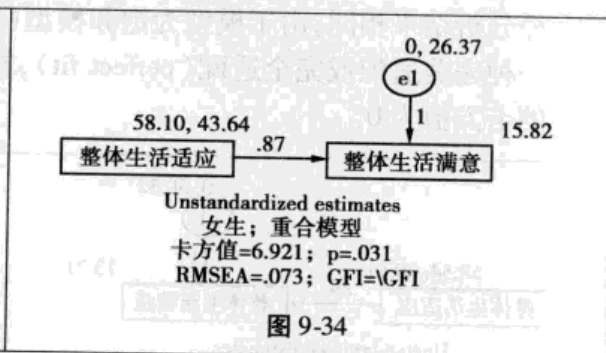 0, 26.37
e1
1
58.10, 43.64
.87
15.82
整体生活适应
整体生活满意
Unstandardized estimates
女生；重合模型
卡方值=6.921；p=.031
RMSEA=.073；GFI=\GFI
图 9-34